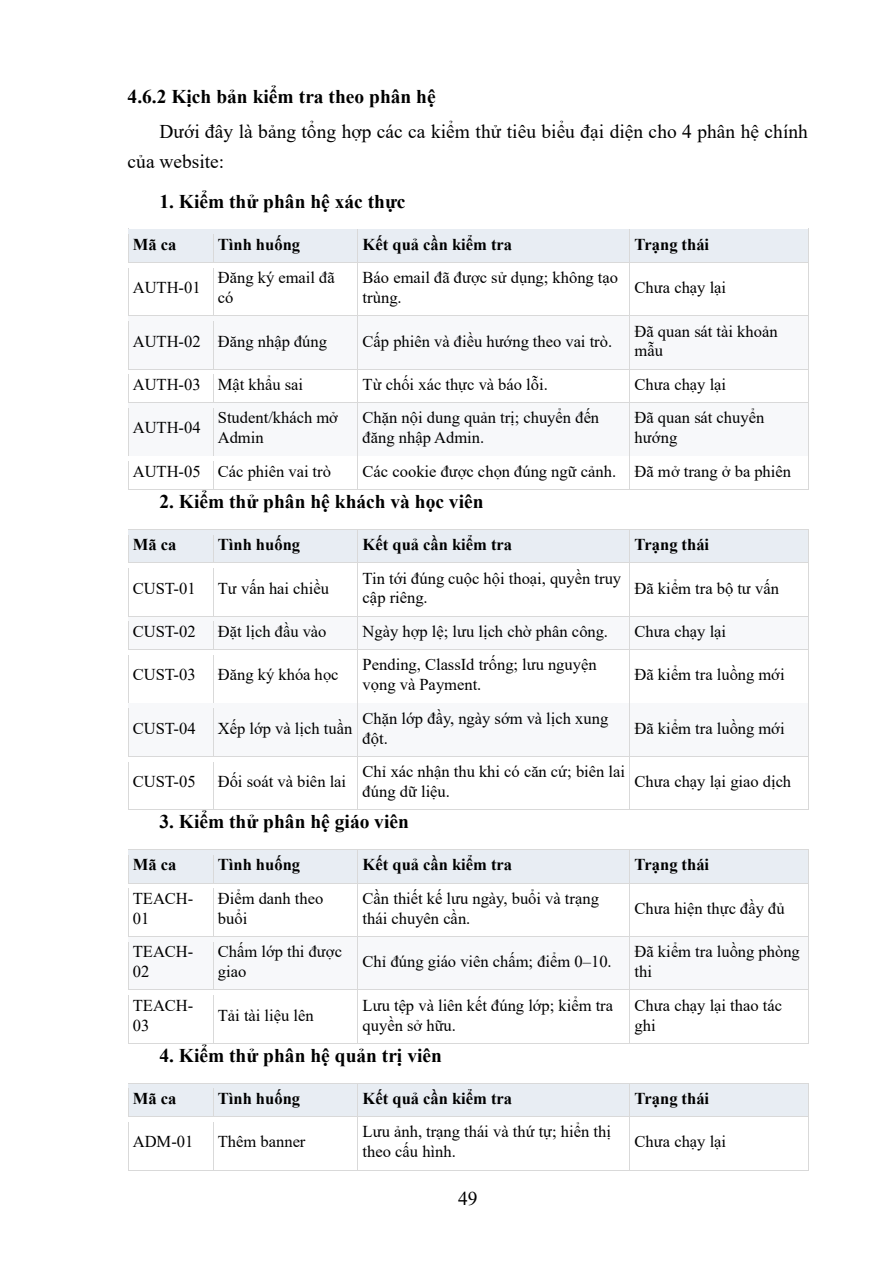 4.6.2 Kịch bản kiểm tra theo phân hệ
Dưới đây là bảng tổng hợp các ca kiểm thử tiêu biểu đại diện cho 4 phân hệ chính
của website:
1. Kiểm thử phân hệ xác thực
Mã ca Tình huống Kết quả cần kiểm tra Trạng thái
AUTH-01 Đăng ký email đã có Báo email đã được sử dụng; không tạo trùng. Chưa chạy lại
AUTH-02 Đăng nhập đúng Cấp phiên và điều hướng theo vai trò. Đã quan sát tài khoản mẫu
AUTH-03 Mật khẩu sai Từ chối xác thực và báo lỗi. Chưa chạy lại
AUTH-04 Student/khách mở Admin Chặn nội dung quản trị; chuyển đến đăng nhập Admin. Đã quan sát chuyển hướng
AUTH-05 Các phiên vai trò Các cookie được chọn đúng ngữ cảnh. Đã mở trang ở ba phiên
2. Kiểm thử phân hệ khách và học viên
Mã ca Tình huống Kết quả cần kiểm tra Trạng thái
CUST-01 Tư vấn hai chiều Tin tới đúng cuộc hội thoại, quyền truy cập riêng. Đã kiểm tra bộ tư vấn
CUST-02 Đặt lịch đầu vào Ngày hợp lệ; lưu lịch chờ phân công. Chưa chạy lại
CUST-03 Đăng ký khóa học Pending, ClassId trống; lưu nguyện vọng và Payment. Đã kiểm tra luồng mới
CUST-04 Xếp lớp và lịch tuần Chặn lớp đầy, ngày sớm và lịch xung đột. Đã kiểm tra luồng mới
CUST-05 Đối soát và biên lai Chỉ xác nhận thu khi có căn cứ; biên lai đúng dữ liệu. Chưa chạy lại giao dịch
3. Kiểm thử phân hệ giáo viên
Mã ca Tình huống Kết quả cần kiểm tra Trạng thái
TEACH-01 Điểm danh theo buổi Cần thiết kế lưu ngày, buổi và trạng thái chuyên cần. Chưa hiện thực đầy đủ
TEACH-02 Chấm lớp thi được giao Chỉ đúng giáo viên chấm; điểm 0–10. Đã kiểm tra luồng phòng thi
TEACH-03 Tải tài liệu lên Lưu tệp và liên kết đúng lớp; kiểm tra quyền sở hữu. Chưa chạy lại thao tác ghi
4. Kiểm thử phân hệ quản trị viên
Mã ca Tình huống Kết quả cần kiểm tra Trạng thái
ADM-01 Thêm banner Lưu ảnh, trạng thái và thứ tự; hiển thị theo cấu hình. Chưa chạy lại
49